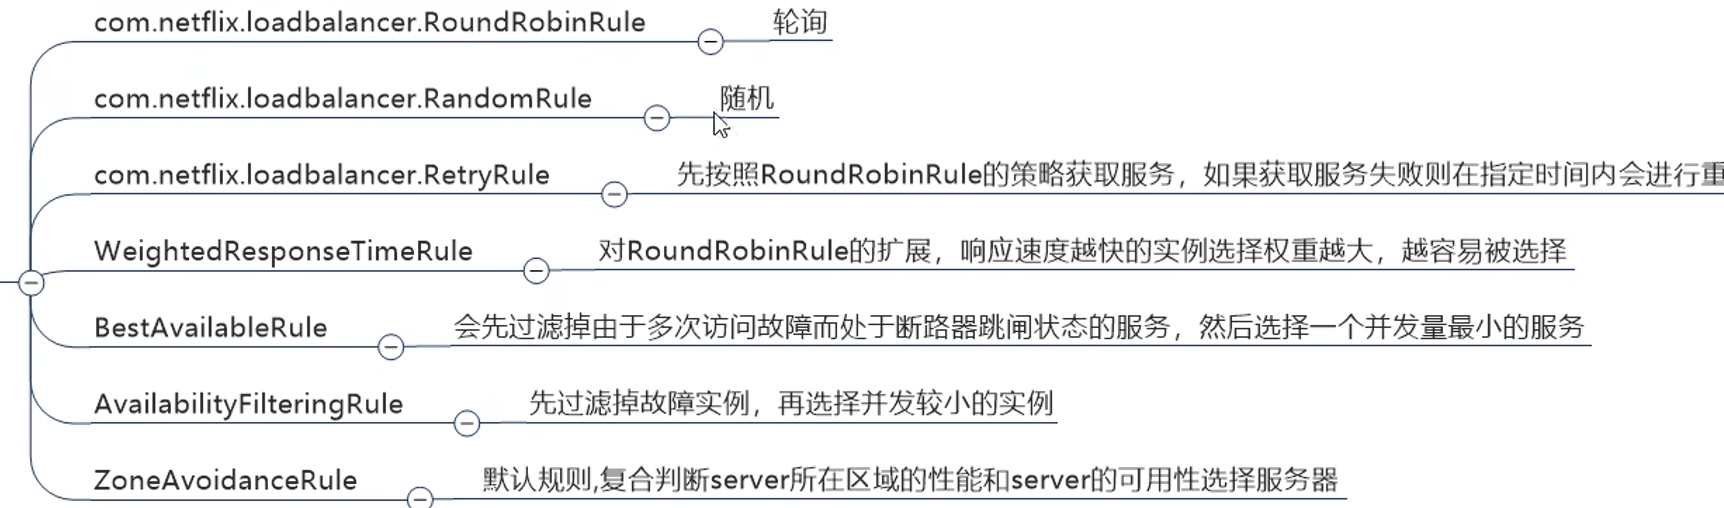 com.netflix.loadbalancer.RoundRobinRule 轮询
com.netflix.loadbalancer.RandomRule 随机
com.netflix.loadbalancer.RetryRule 先按照RoundRobinRule的策略获取服务，如果获取服务失败则在指定时间内会进行重
WeightedResponseTimeRule 对RoundRobinRule的扩展，响应速度越快的实例选择权重越大，越容易被选择
BestAvailableRule 会先过滤掉由于多次访问故障而处于断路器跳闸状态的服务，然后选择一个并发量最小的服务
AvailabilityFilteringRule 先过滤掉故障实例，再选择并发较小的实例
ZoneAvoidanceRule 默认规则,复合判断server所在区域的性能和server的可用性选择服务器